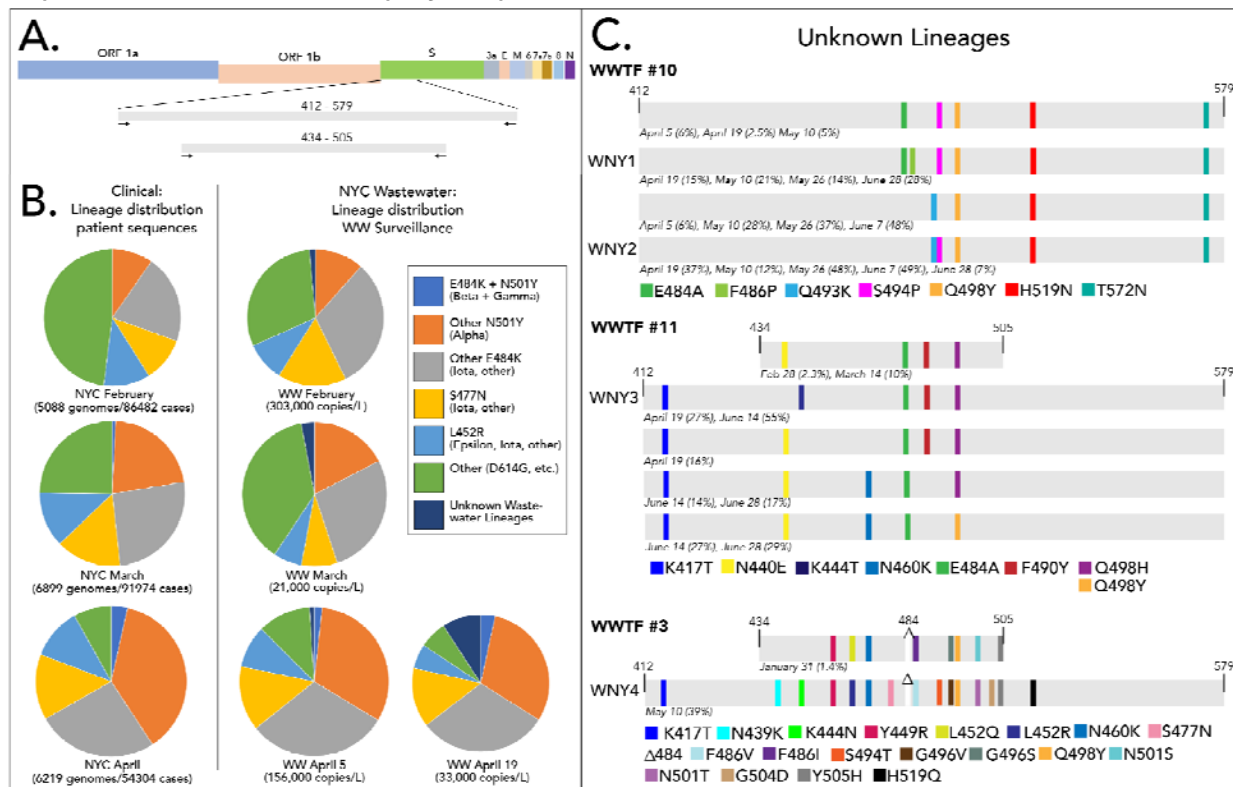 A.
ORF 1a
ORF 1b
S
3a E M 6 7a 7b 8 N
412 - 579
434 - 505
B.
Clinical:
Lineage distribution
patient sequences
NYC Wastewater:
Lineage distribution
WW Surveillance
NYC February
(5088 genomes/86482 cases)
WW February
(303,000 copies/L)
NYC March
(6899 genomes/91974 cases)
WW March
(21,000 copies/L)
NYC April
(6219 genomes/54304 cases)
WW April 5
(156,000 copies/L)
WW April 19
(33,000 copies/L)
E484K + N501Y
(Beta + Gamma)
Other N501Y
(Alpha)
Other E484K
(Iota, other)
S477N
(Iota, other)
L452R
(Epsilon, Iota, other)
Other (D614G, etc.)
Unknown Waste-
water Lineages
C.
Unknown Lineages
WWTF #10
412 579
April 5 (6%), April 19 (2.5%) May 10 (5%)
WNY1
April 19 (15%), May 10 (21%), May 26 (14%), June 28 (28%)
April 5 (6%), May 10 (28%), May 26 (37%), June 7 (48%)
WNY2
April 19 (37%), May 10 (12%), May 26 (48%), June 7 (49%), June 28 (7%)
E484A F486P Q493K S494P Q498Y H519N T572N
WWTF #11
434 505
Feb 28 (2.3%), March 14 (10%)
412 579
WNY3
April 19 (27%), June 14 (55%)
April 19 (16%)
June 14 (14%), June 28 (17%)
June 14 (27%), June 28 (29%)
K417T N440E K444T N460K E484A F490Y Q498H
Q498Y
WWTF #3
434 484 505
Δ
January 31 (1.4%)
412 579
Δ
WNY4
May 10 (39%)
K417T N439K K444N Y449R L452Q L452R N460K S477N
Δ484 F486V F486I S494T G496V G496S Q498Y N501S
N501T G504D Y505H H519Q